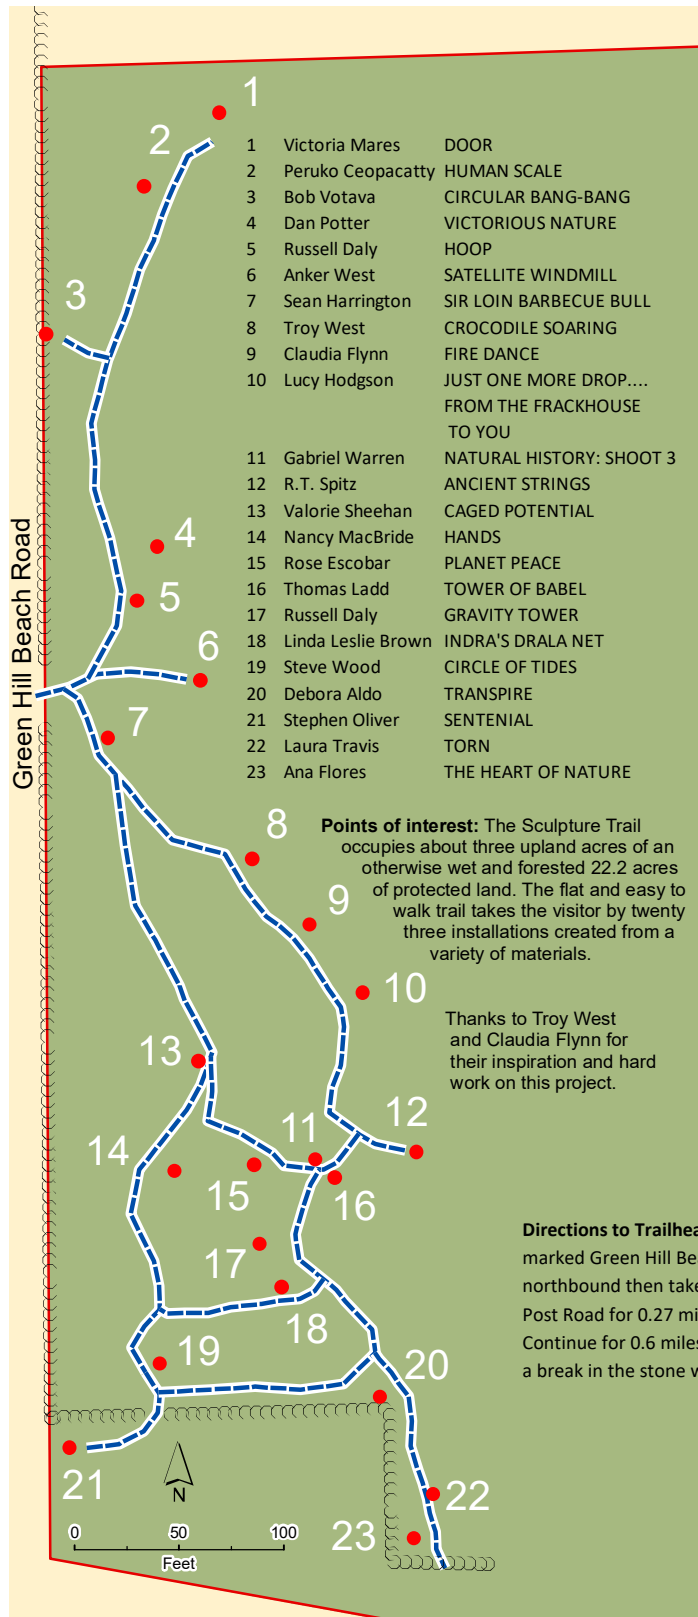 1
2
1 Victoria Mares DOOR
2 Peruko Ceopacatty HUMAN SCALE
3 Bob Votava CIRCULAR BANG-BANG
4 Dan Potter VICTORIOUS NATURE
5 Russell Daly HOOP
6 Anker West SATELLITE WINDMILL
7 Sean Harrington SIR LOIN BARBECUE BULL
8 Troy West CROCODILE SOARING
9 Claudia Flynn FIRE DANCE
10 Lucy Hodgson JUST ONE MORE DROP....
FROM THE FRACKHOUSE
TO YOU
11 Gabriel Warren NATURAL HISTORY: SHOOT 3
12 R.T. Spitz ANCIENT STRINGS
13 Valorie Sheehan CAGED POTENTIAL
14 Nancy MacBride HANDS
15 Rose Escobar PLANET PEACE
16 Thomas Ladd TOWER OF BABEL
17 Russell Daly GRAVITY TOWER
18 Linda Leslie Brown INDRA'S DRALA NET
19 Steve Wood CIRCLE OF TIDES
20 Debora Aldo TRANSPIRE
21 Stephen Oliver SENTENIAL
22 Laura Travis TORN
23 Ana Flores THE HEART OF NATURE
3
4
5
6
Green Hill Beach Road
7
8
Points of interest: The Sculpture Trail
occupies about three upland acres of an
otherwise wet and forested 22.2 acres
of protected land. The flat and easy to
walk trail takes the visitor by twenty
three installations created from a
variety of materials.
9
10
Thanks to Troy West
and Claudia Flynn for
their inspiration and hard
work on this project.
13
12
11
14
15
16
17
18
Directions to Trailhea
marked Green Hill Bea
northbound then take
Post Road for 0.27 mi
Continue for 0.6 miles
a break in the stone w
19
20
21
N
22
23
0 50 100
Feet